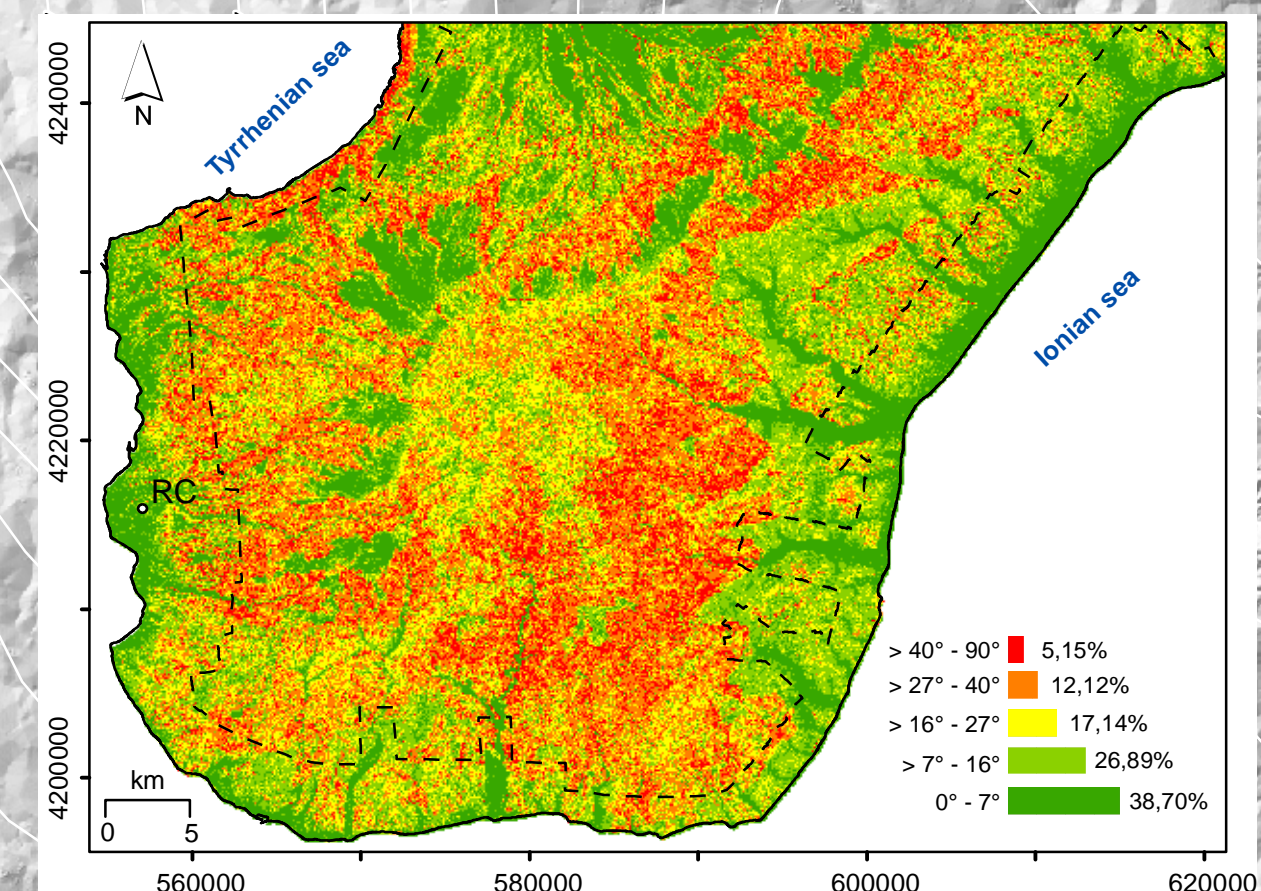 4240000
4220000
4200000
N
Tyrrhenian sea
Ionian sea
RC
> 40° - 90° 5,15%
> 27° - 40° 12,12%
> 16° - 27° 17,14%
> 7° - 16° 26,89%
0° - 7° 38,70%
km
0 5
560000 580000 600000 620000